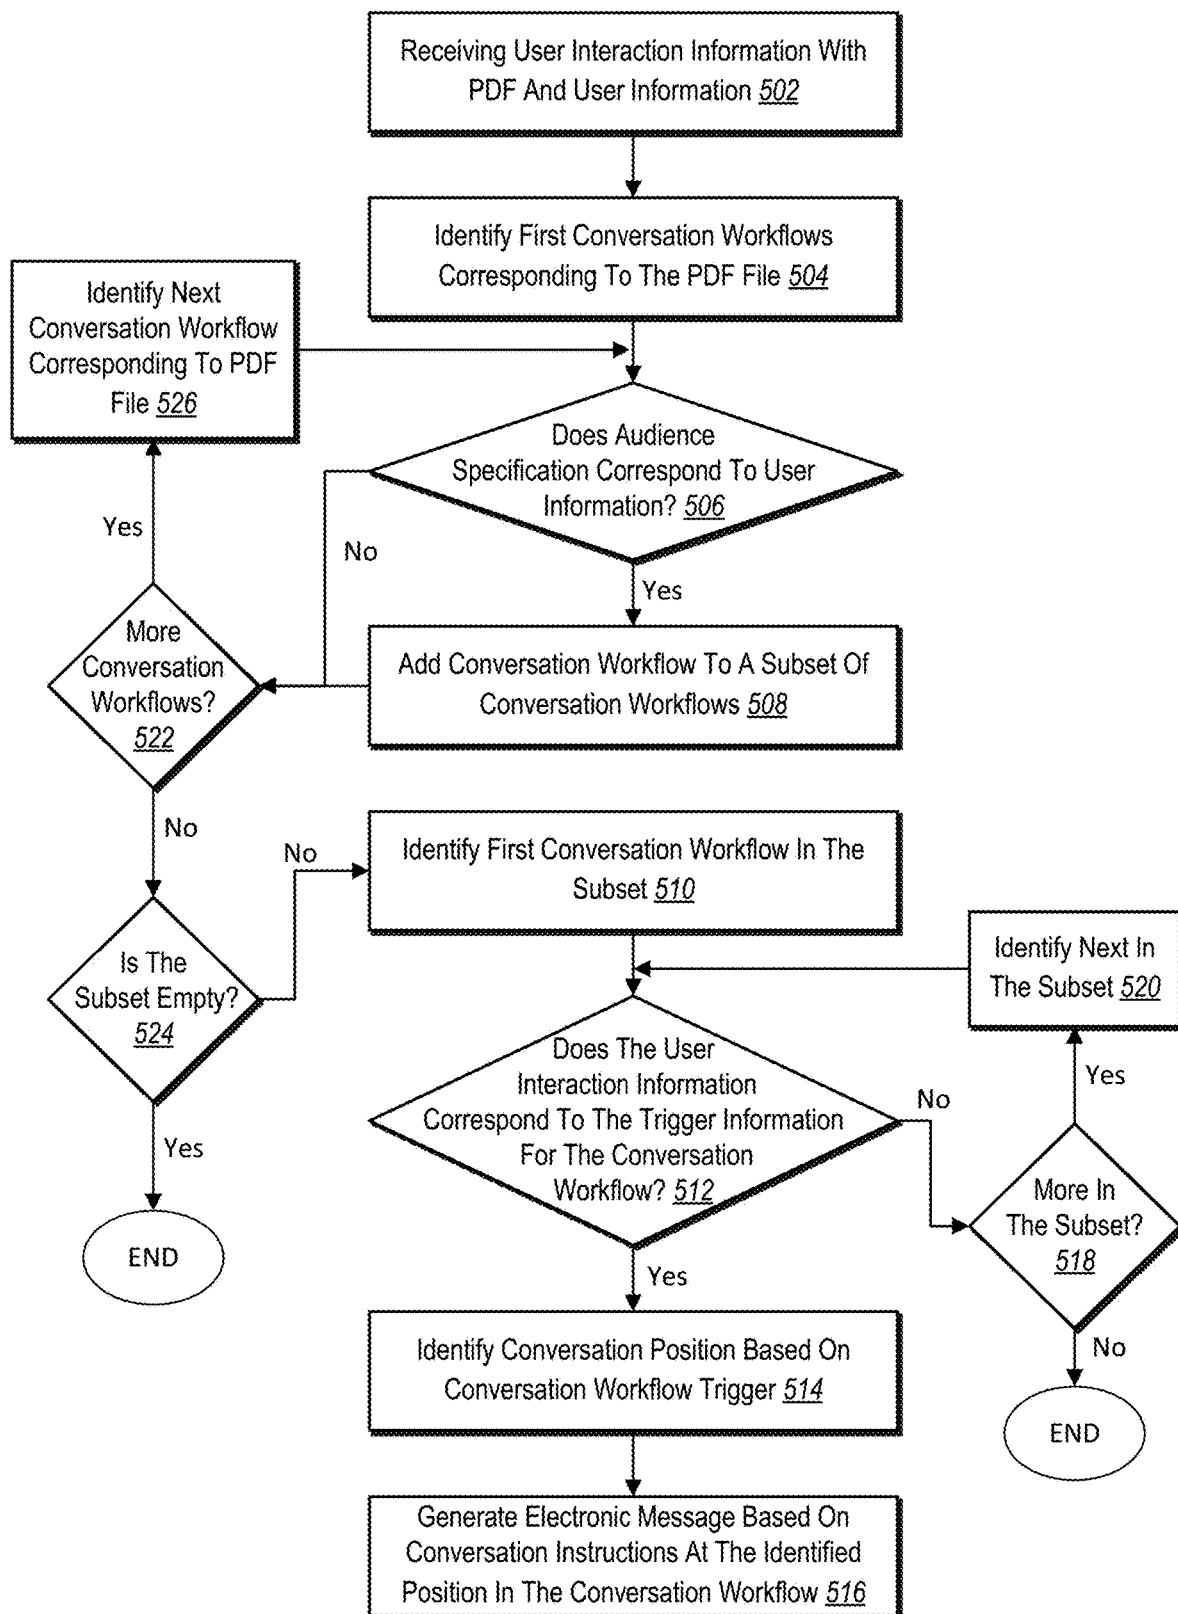 Receiving User Interaction Information With
PDF And User Information 502
Identify First Conversation Workflows
Corresponding To The PDF File 504
Identify Next
Conversation Workflow
Corresponding To PDF
File 526
Does Audience
Specification Correspond To User
Information? 506
Yes
No
Yes
More
Conversation
Workflows?
522
Add Conversation Workflow To A Subset Of
Conversation Workflows 508
No
No
Identify First Conversation Workflow In The
Subset 510
Is The
Subset Empty?
524
Identify Next In
The Subset 520
Does The User
Interaction Information
Correspond To The Trigger Information
For The Conversation
Workflow? 512
No
Yes
Yes
More In
The Subset?
518
END
Yes
No
Identify Conversation Position Based On
Conversation Workflow Trigger 514
END
Generate Electronic Message Based On
Conversation Instructions At The Identified
Position In The Conversation Workflow 516